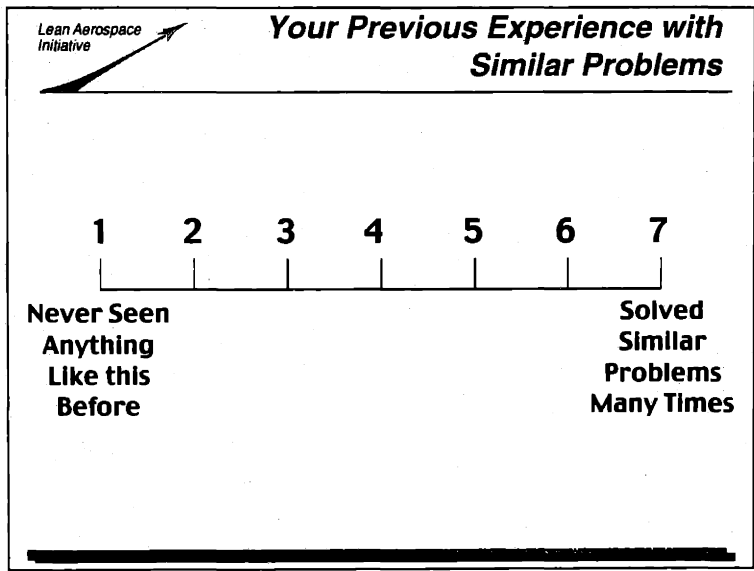 Lean Aerospace
Initiative
Your Previous Experience with
Similar Problems
1 2 3 4 5 6 7
Never Seen
Anything
Like this
Before
Solved
Similar
Problems
Many Times